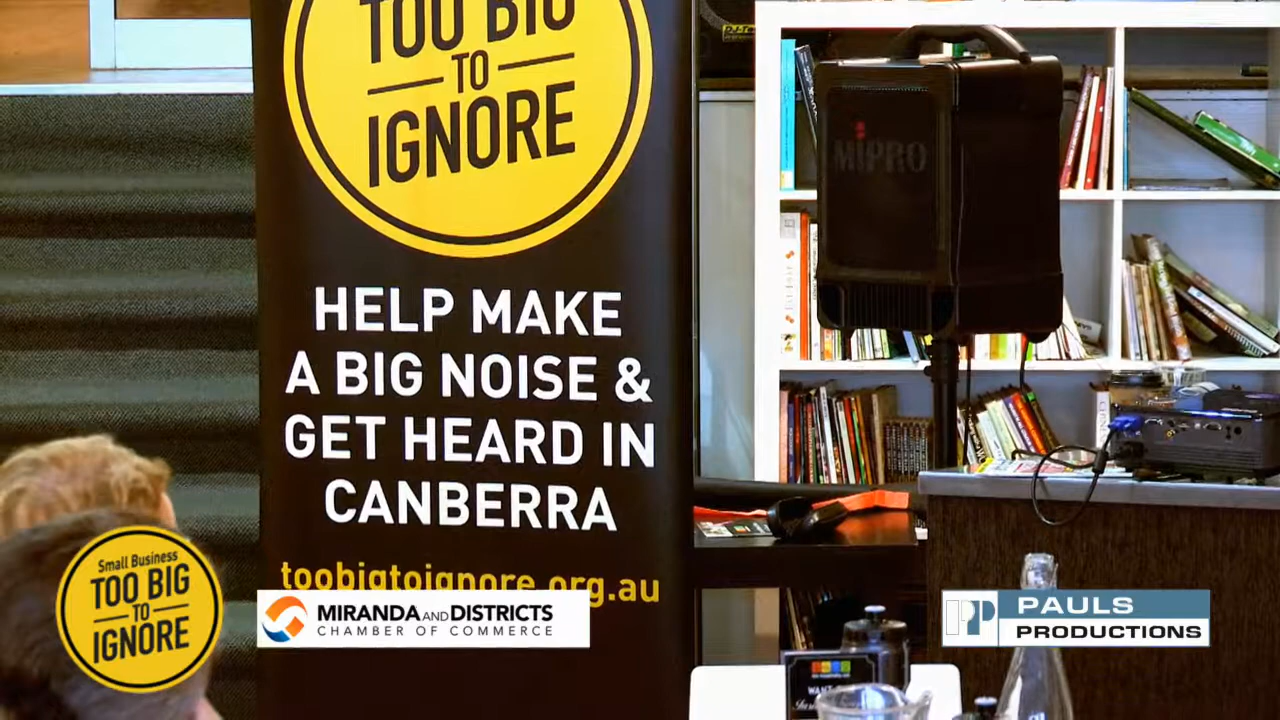 TOO BIG
TO
IGNORE
HELP MAKE
A BIG NOISE &
GET HEARD IN
CANBERRA
toobigtoignore.org.au
MIPRO
Small Business
TOO BIG
TO
IGNORE
MIRANDA AND DISTRICTS
CHAMBER OF COMMERCE
PP PAULS
PRODUCTIONS